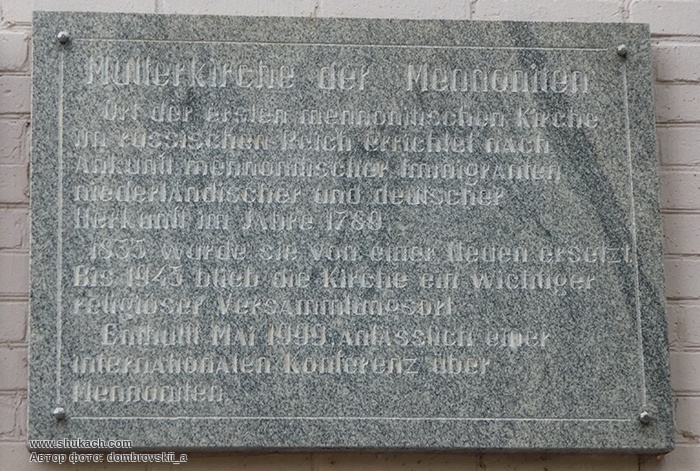 Mutterkirche der Mennoniten
Ort der ersten mennonitischen Kirche
im russischen Reich errichtet nach
Ankunft mennonitischer Immigranten
niederländischer und deutscher
Herkunft im Jahre 1789.
1835 wurde sie von einer Neuen ersetzt
Bis 1943 blieb die Kirche ein wichtiger
religiöser Versammlungsort
Enthüllt Mai 1999 anlässlich einer
internationalen Konferenz über
Mennoniten.
www.shukach.com
Автор фото: dombrovskii_a